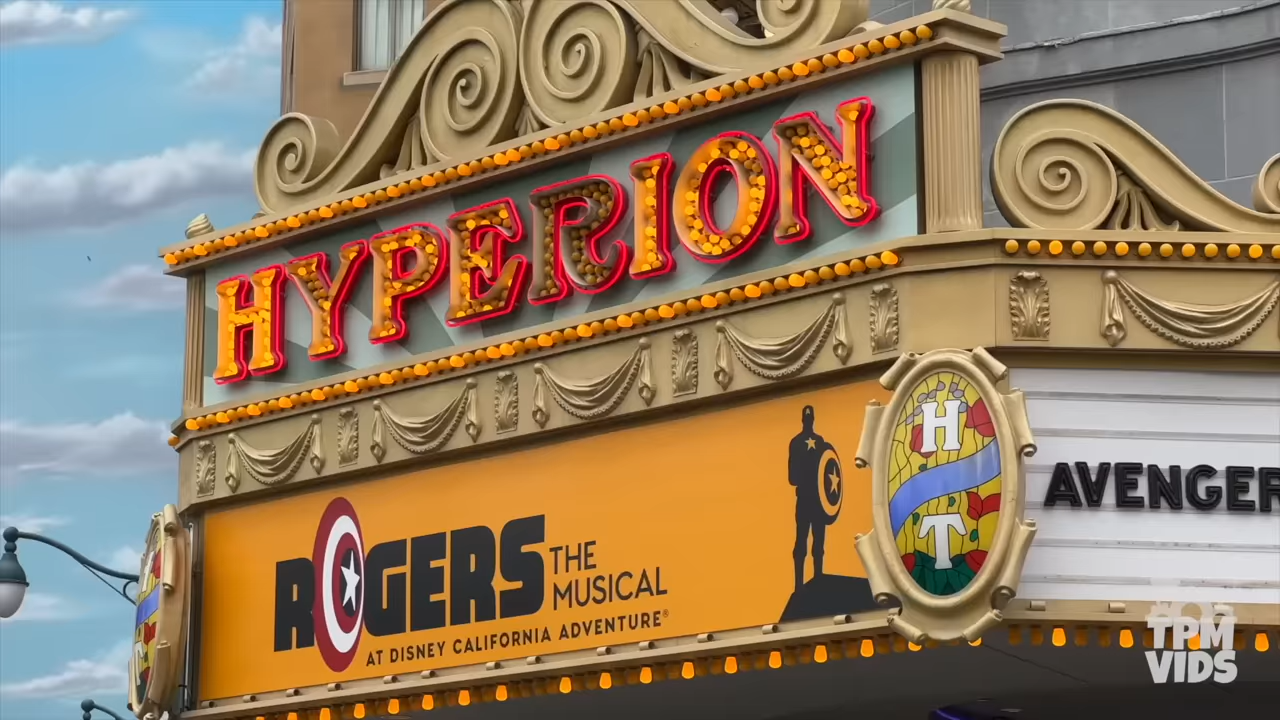 HYPERION
ROGERS THE MUSICAL
AT DISNEY CALIFORNIA ADVENTURE®
H
T
AVENGER
TPM
VIDS